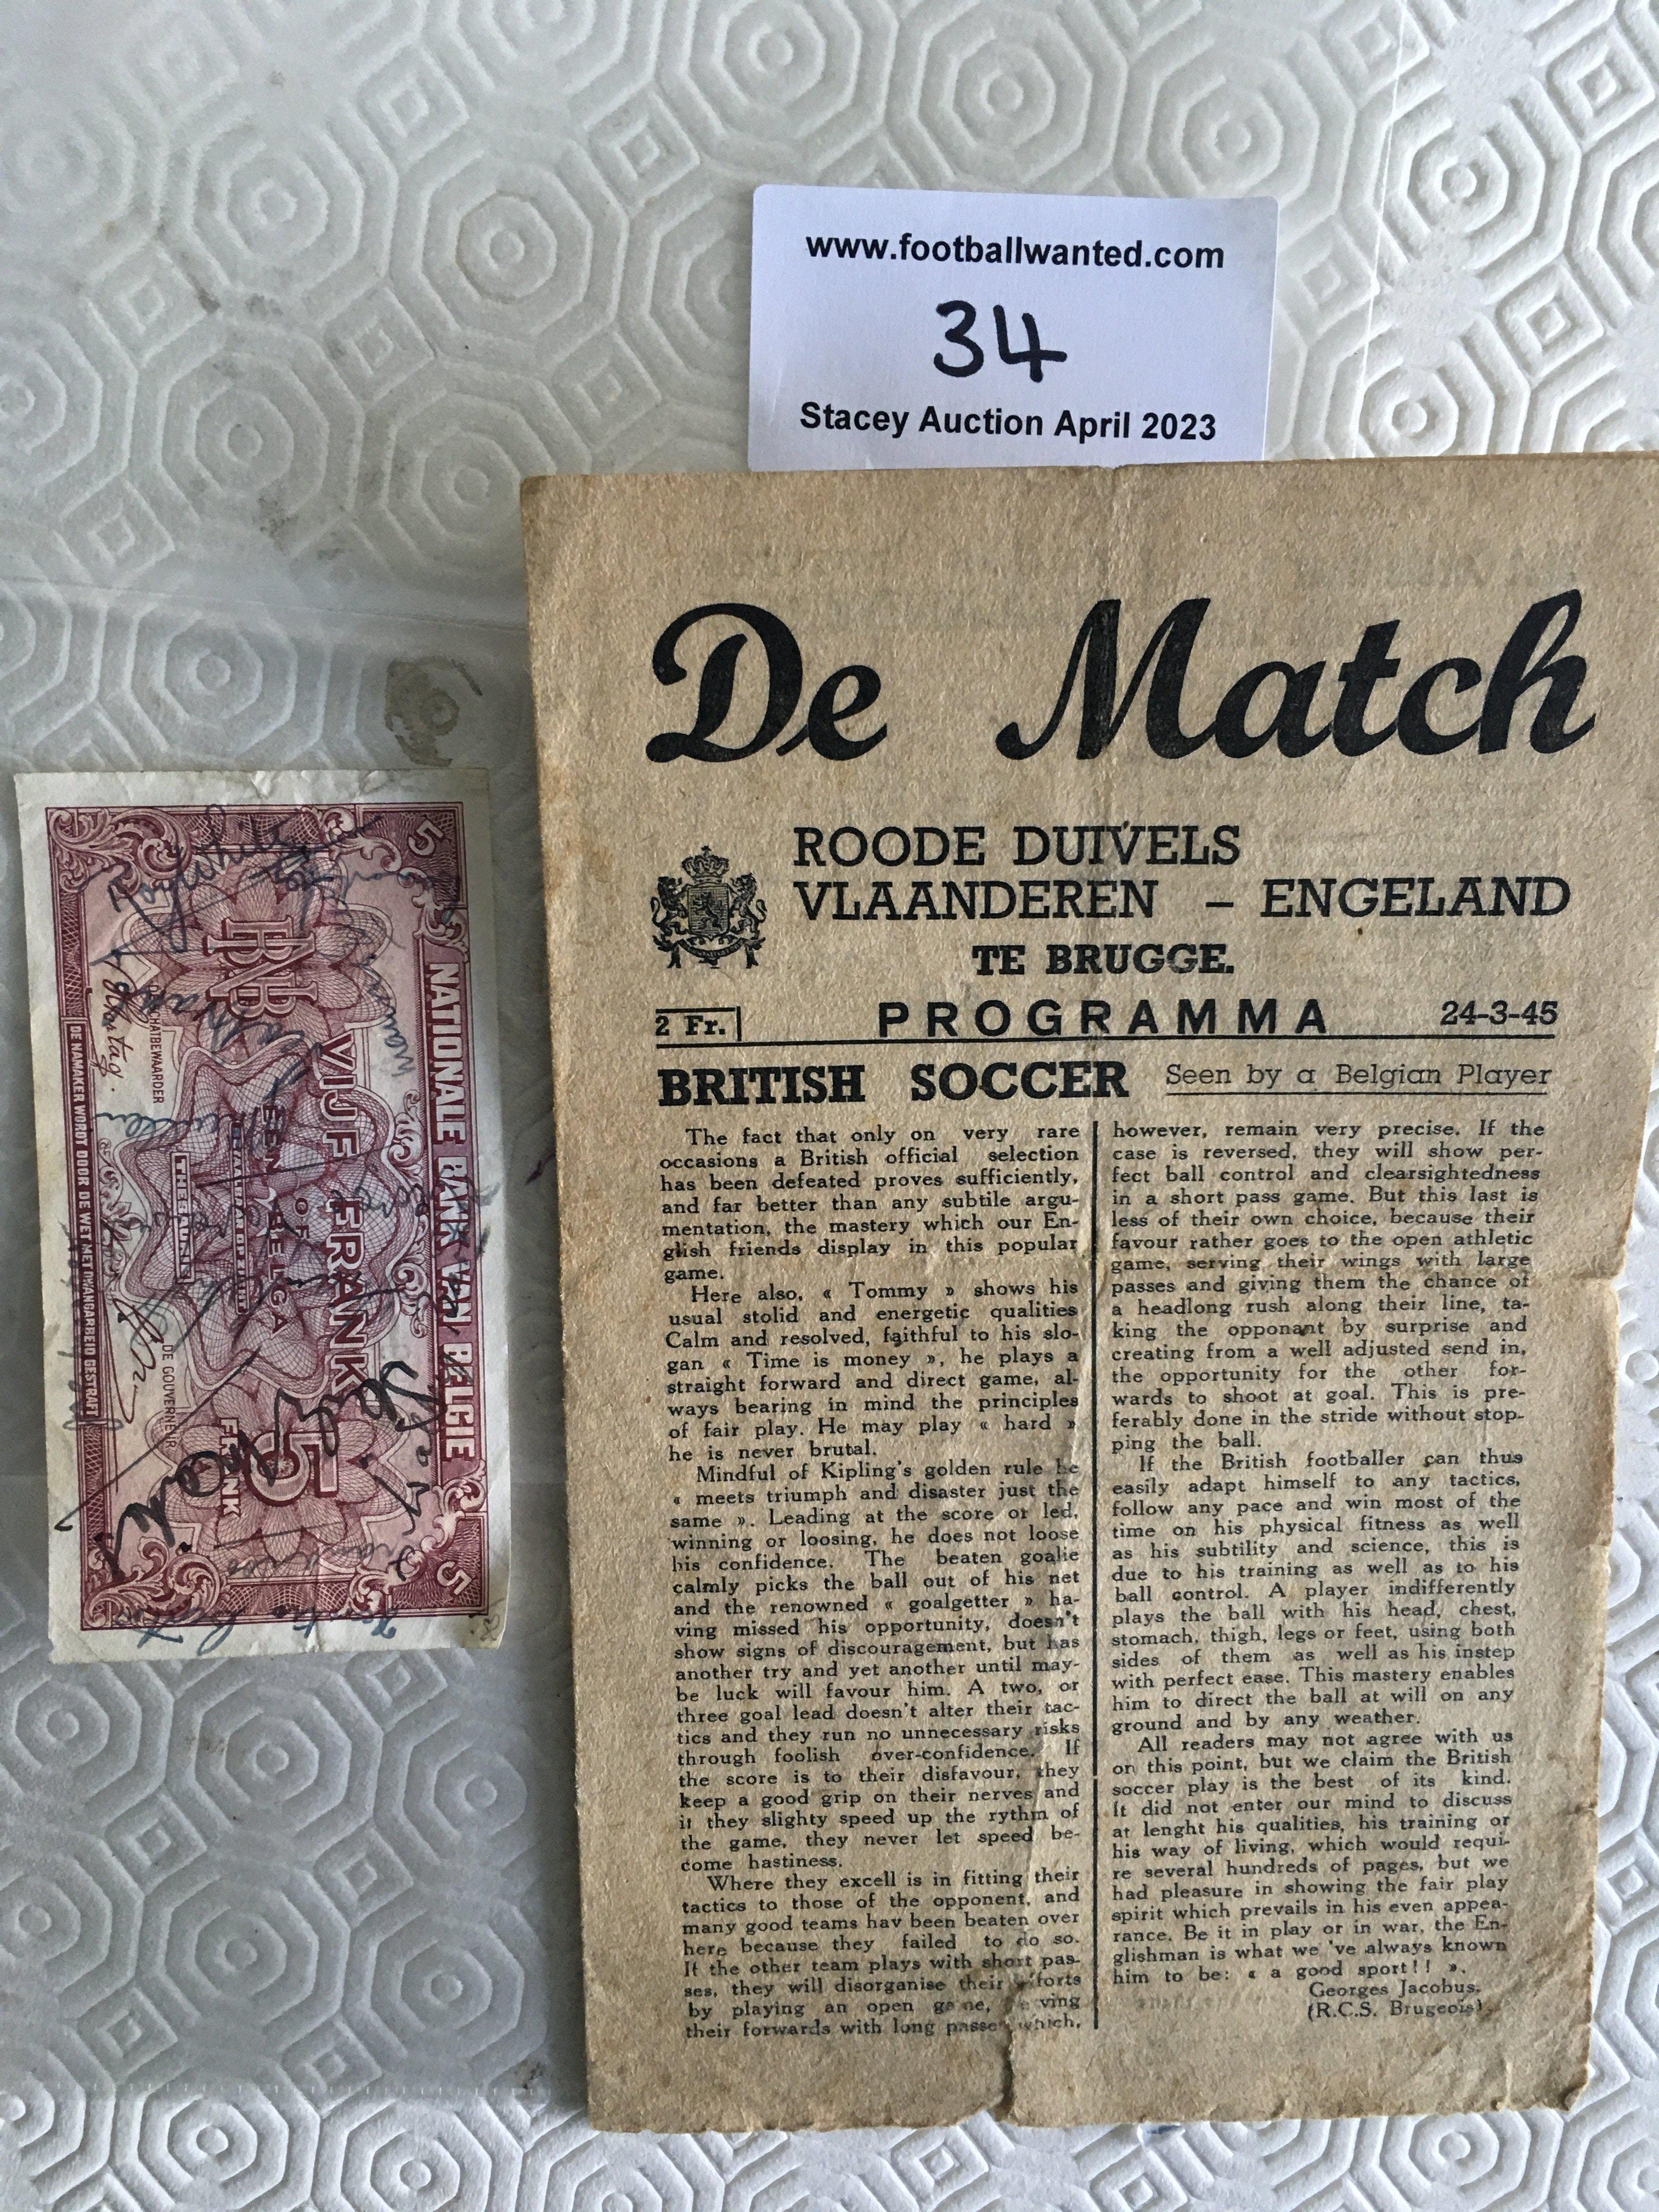 www.footballwanted.com
34
Stacey Auction April 2023
De Match
ROODE DUIVELS
VLAANDEREN – ENGELAND
TE BRUGGE.
2 Fr. PROGRAMMA 24-3-45
BRITISH SOCCER Seen by a Belgian Player
The fact that only on very rare
occasions a British official selection
has been defeated proves sufficiently,
and far better than any subtile argu-
mentation, the mastery which our En-
glish friends display in this popular
game.
Here also, « Tommy » shows his
usual stolid and energetic qualities
Calm and resolved, faithful to his slo-
gan « Time is money », he plays a
straight forward and direct game, al-
ways bearing in mind the principles
of fair play. He may play « hard »
he is never brutal.
Mindful of Kipling's golden rule he
« meets triumph and disaster just the
same ». Leading at the score or led,
winning or loosing, he does not loose
his confidence. The beaten goalie
calmly picks the ball out of his net
and the renowned « goalgetter » ha-
ving missed his opportunity, doesn't
show signs of discouragement, but has
another try and yet another until may-
be luck will favour him. A two, or
three goal lead doesn't alter their tac-
tics and they run no unnecessary risks
through foolish over-confidence. If
the score is to their disfavour, they
keep a good grip on their nerves and
if they slighty speed up the rythm of
the game, they never let speed be-
come hastiness.
Where they excell is in fitting their
tactics to those of the opponent, and
many good teams hav been beaten over
here because they failed to do so.
If the other team plays with short pas-
ses, they will disorganise their efforts
by playing an open game, ving
their forwards with long passes which,
however, remain very precise. If the
case is reversed, they will show per-
fect ball control and clearsightedness
in a short pass game. But this last is
less of their own choice, because their
favour rather goes to the open athletic
game, serving their wings with large
passes and giving them the chance of
a headlong rush along their line, ta-
king the opponant by surprise and
creating from a well adjusted send in,
the opportunity for the other for-
wards to shoot at goal. This is pre-
ferably done in the stride without stop-
ping the ball.
If the British footballer can thus
easily adapt himself to any tactics,
follow any pace and win most of the
time on his physical fitness as well
as his subtility and science, this is
due to his training as well as to his
ball control. A player indifferently
plays the ball with his head, chest,
stomach, thigh, legs or feet, using both
sides of them as well as his instep
with perfect ease. This mastery enables
him to direct the ball at will on any
ground and by any weather.
All readers may not agree with us
on this point, but we claim the British
soccer play is the best of its kind.
It did not enter our mind to discuss
at lenght his qualities, his training or
his way of living, which would requi-
re several hundreds of pages, but we
had pleasure in showing the fair play
spirit which prevails in his even appea-
rance. Be it in play or in war, the En-
glishman is what we 've always known
him to be: « a good sport!! ».
Georges Jacobus.
(R.C.S. Brugeois).
NATIONALE BANK VAN BELGIE
VIJF FRANK
OF
EEN BELGA
THESAURIE
5
5
5
FRANK
DE SCHATBEWAARDER
DE GOUVERNEUR
DE NAMAKER WORDT DOOR DE WET MET DWANGARBEID GESTRAFT